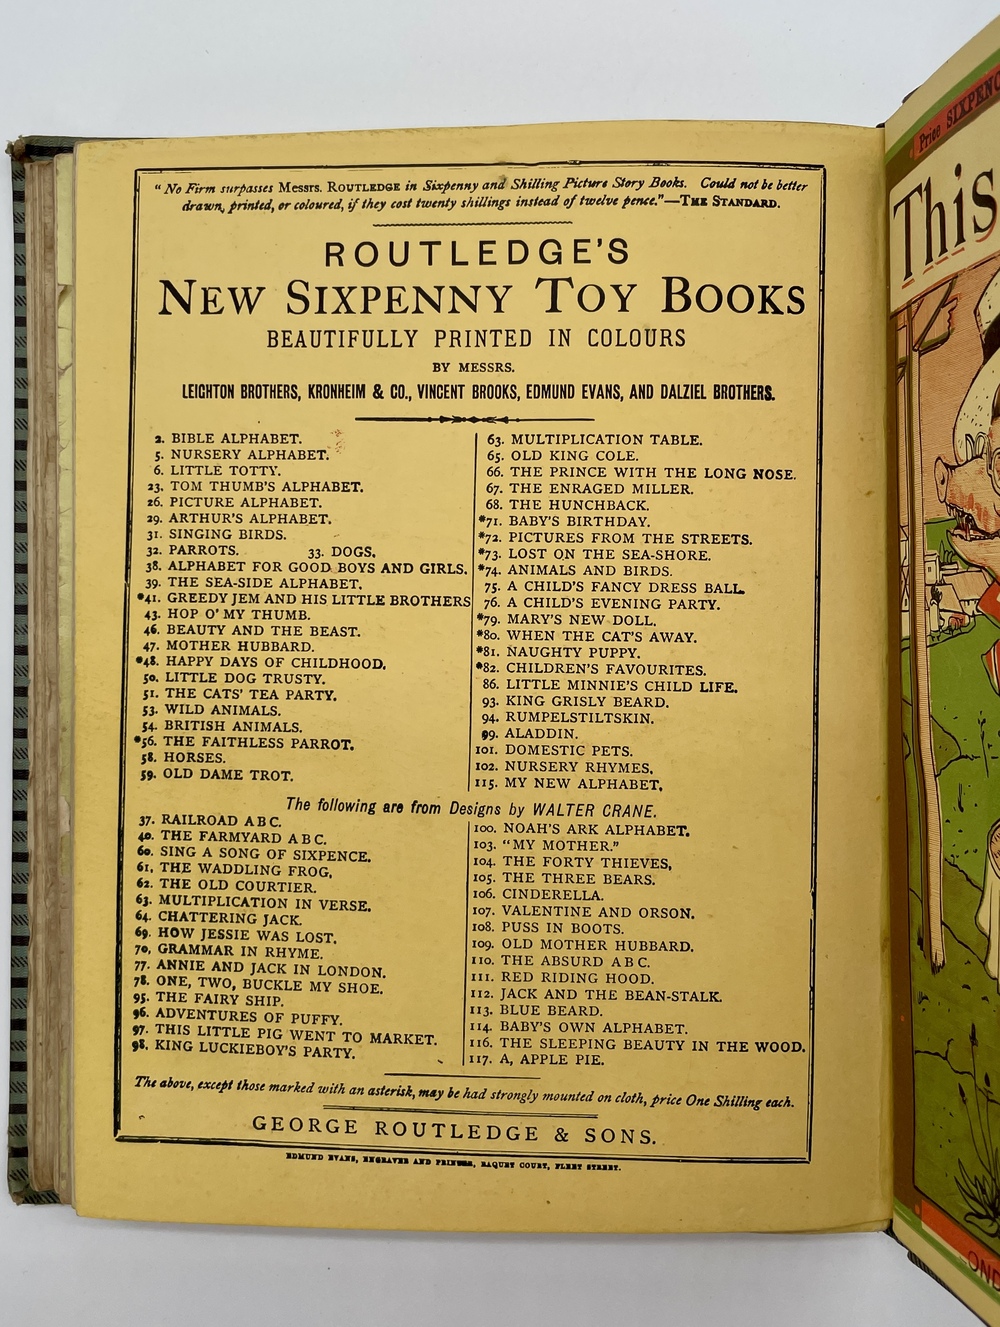 "No Firm surpasses Messrs. ROUTLEDGE in Sixpenny and Shilling Picture Story Books. Could not be better
drawn, printed, or coloured, if they cost twenty shillings instead of twelve pence."—THE STANDARD.
ROUTLEDGE'S
NEW SIXPENNY TOY BOOKS
BEAUTIFULLY PRINTED IN COLOURS
BY MESSRS.
LEIGHTON BROTHERS, KRONHEIM & CO., VINCENT BROOKS, EDMUND EVANS, AND DALZIEL BROTHERS.
2. BIBLE ALPHABET.
5. NURSERY ALPHABET.
6. LITTLE TOTTY.
23. TOM THUMB'S ALPHABET.
26. PICTURE ALPHABET.
29. ARTHUR'S ALPHABET.
31. SINGING BIRDS.
32. PARROTS. 33. DOGS.
38. ALPHABET FOR GOOD BOYS AND GIRLS.
39. THE SEA-SIDE ALPHABET.
*41. GREEDY JEM AND HIS LITTLE BROTHERS
43. HOP O' MY THUMB.
46. BEAUTY AND THE BEAST.
47. MOTHER HUBBARD.
*48. HAPPY DAYS OF CHILDHOOD.
50. LITTLE DOG TRUSTY.
51. THE CATS' TEA PARTY.
53. WILD ANIMALS.
54. BRITISH ANIMALS.
*56. THE FAITHLESS PARROT.
58. HORSES.
59. OLD DAME TROT.
63. MULTIPLICATION TABLE.
65. OLD KING COLE.
66. THE PRINCE WITH THE LONG NOSE.
67. THE ENRAGED MILLER.
68. THE HUNCHBACK.
*71. BABY'S BIRTHDAY.
*72. PICTURES FROM THE STREETS.
*73. LOST ON THE SEA-SHORE.
*74. ANIMALS AND BIRDS.
75. A CHILD'S FANCY DRESS BALL.
76. A CHILD'S EVENING PARTY.
*79. MARY'S NEW DOLL.
*80. WHEN THE CAT'S AWAY.
*81. NAUGHTY PUPPY.
*82. CHILDREN'S FAVOURITES.
86. LITTLE MINNIE'S CHILD LIFE.
93. KING GRISLY BEARD.
94. RUMPELSTILTSKIN.
99. ALADDIN.
101. DOMESTIC PETS.
102. NURSERY RHYMES.
115. MY NEW ALPHABET.
The following are from Designs by WALTER CRANE.
37. RAILROAD A B C.
40. THE FARMYARD A B C.
60. SING A SONG OF SIXPENCE.
61. THE WADDLING FROG.
62. THE OLD COURTIER.
63. MULTIPLICATION IN VERSE.
64. CHATTERING JACK.
69. HOW JESSIE WAS LOST.
70. GRAMMAR IN RHYME.
77. ANNIE AND JACK IN LONDON.
78. ONE, TWO, BUCKLE MY SHOE.
95. THE FAIRY SHIP.
96. ADVENTURES OF PUFFY.
97. THIS LITTLE PIG WENT TO MARKET.
98. KING LUCKIEBOY'S PARTY.
100. NOAH'S ARK ALPHABET.
103. "MY MOTHER."
104. THE FORTY THIEVES.
105. THE THREE BEARS.
106. CINDERELLA.
107. VALENTINE AND ORSON.
108. PUSS IN BOOTS.
109. OLD MOTHER HUBBARD.
110. THE ABSURD A B C.
111. RED RIDING HOOD.
112. JACK AND THE BEAN-STALK.
113. BLUE BEARD.
114. BABY'S OWN ALPHABET.
116. THE SLEEPING BEAUTY IN THE WOOD.
117. A, APPLE PIE.
The above, except those marked with an asterisk, may be had strongly mounted on cloth, price One Shilling each.
GEORGE ROUTLEDGE & SONS.
EDMUND EVANS, ENGRAVER AND PRINTER, RAQUET COURT, FLEET STREET.
Price
This